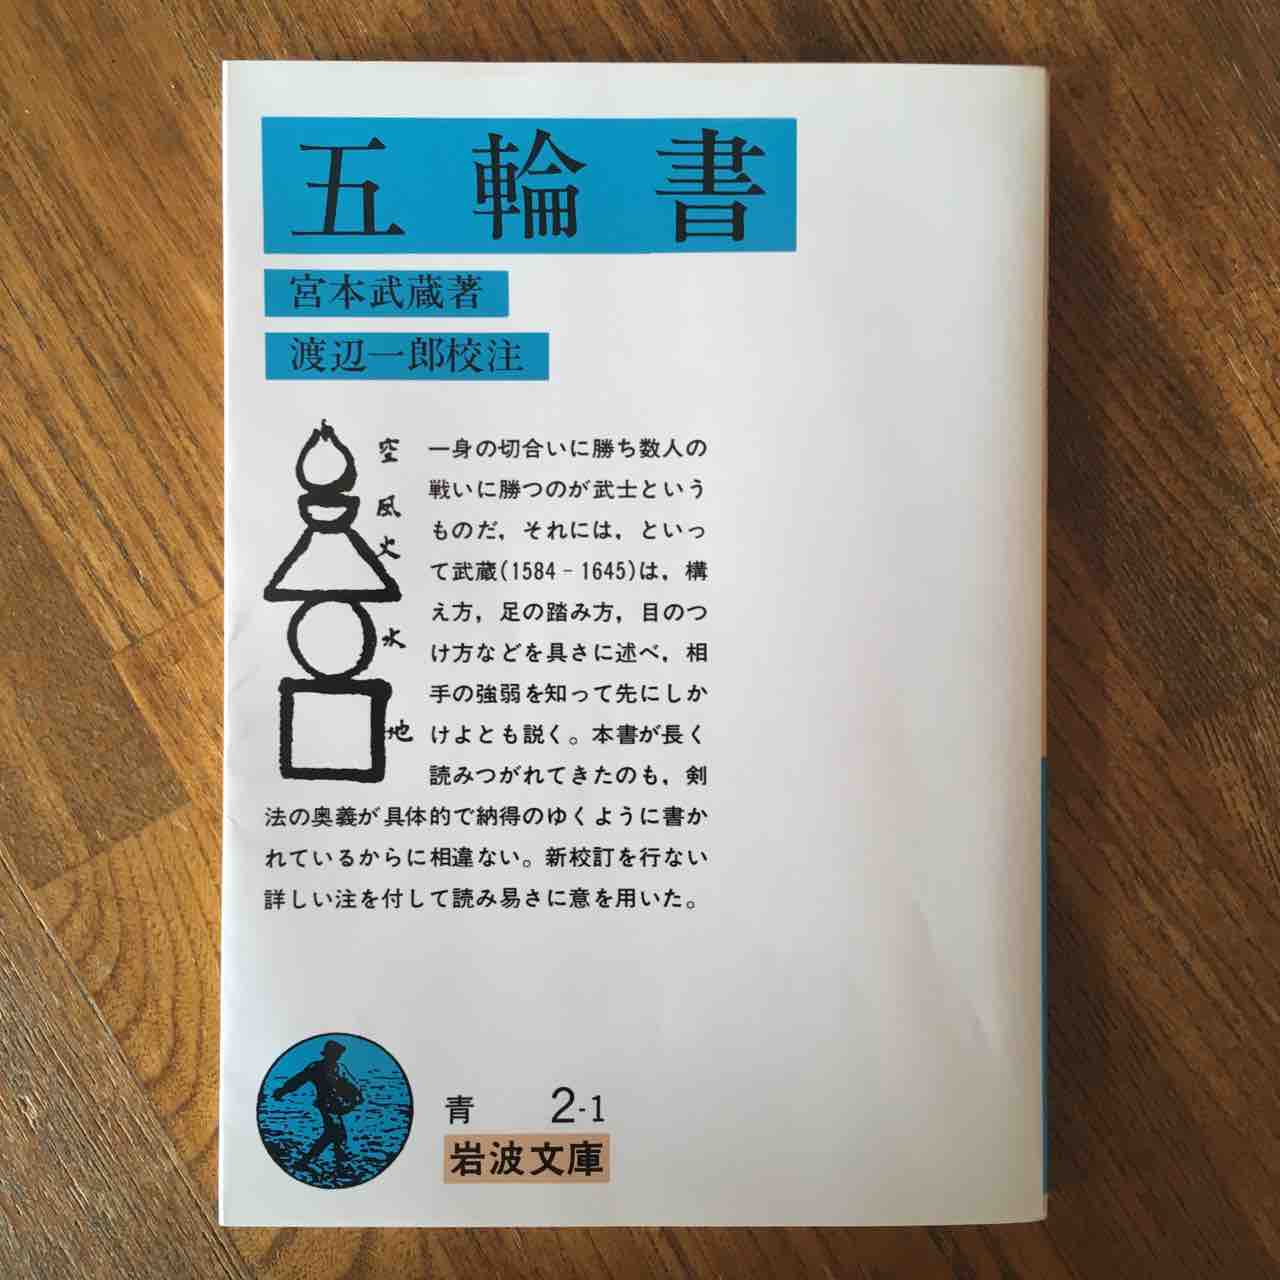 五輪書
宮本武蔵著
渡辺一郎校注
空
風
火
水
地
一身の切合いに勝ち数人の
戦いに勝つのが武士という
ものだ，それには，といっ
て武蔵(1584‐1645)は，構
え方，足の踏み方，目のつ
け方などを具さに述べ，相
手の強弱を知って先にしか
けよとも説く。本書が長く
読みつがれてきたのも，剣
法の奥義が具体的で納得のゆくように書か
れているからに相違ない。新校訂を行ない
詳しい注を付して読み易さに意を用いた。
青 2-1
岩波文庫